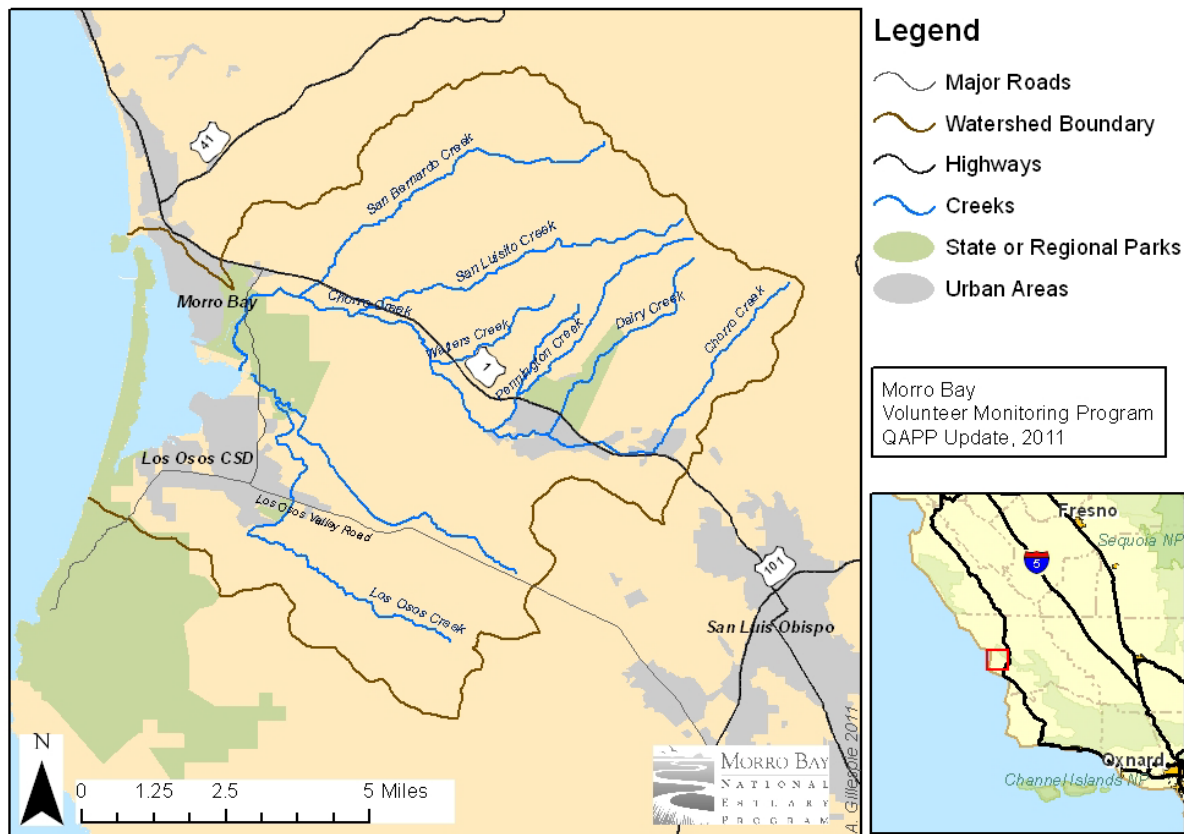 41
San Bernardo Creek
San Luisito Creek
Morro Bay
Chorro Creek
Walters Creek
1
Pennington Creek
Dairy Creek
Chorro Creek
Los Osos CSD
Los Osos Valley Road
Los Osos Creek
101
San Luis Obispo
N
0 1.25 2.5 5 Miles
MORRO BAY
NATIONAL
ESTUARY
PROGRAM
A. Gillespie 2011
Legend
Major Roads
Watershed Boundary
Highways
Creeks
State or Regional Parks
Urban Areas
Morro Bay
Volunteer Monitoring Program
QAPP Update, 2011
Fresno
Sequoia NP
5
Oxnard
Channel Islands NP